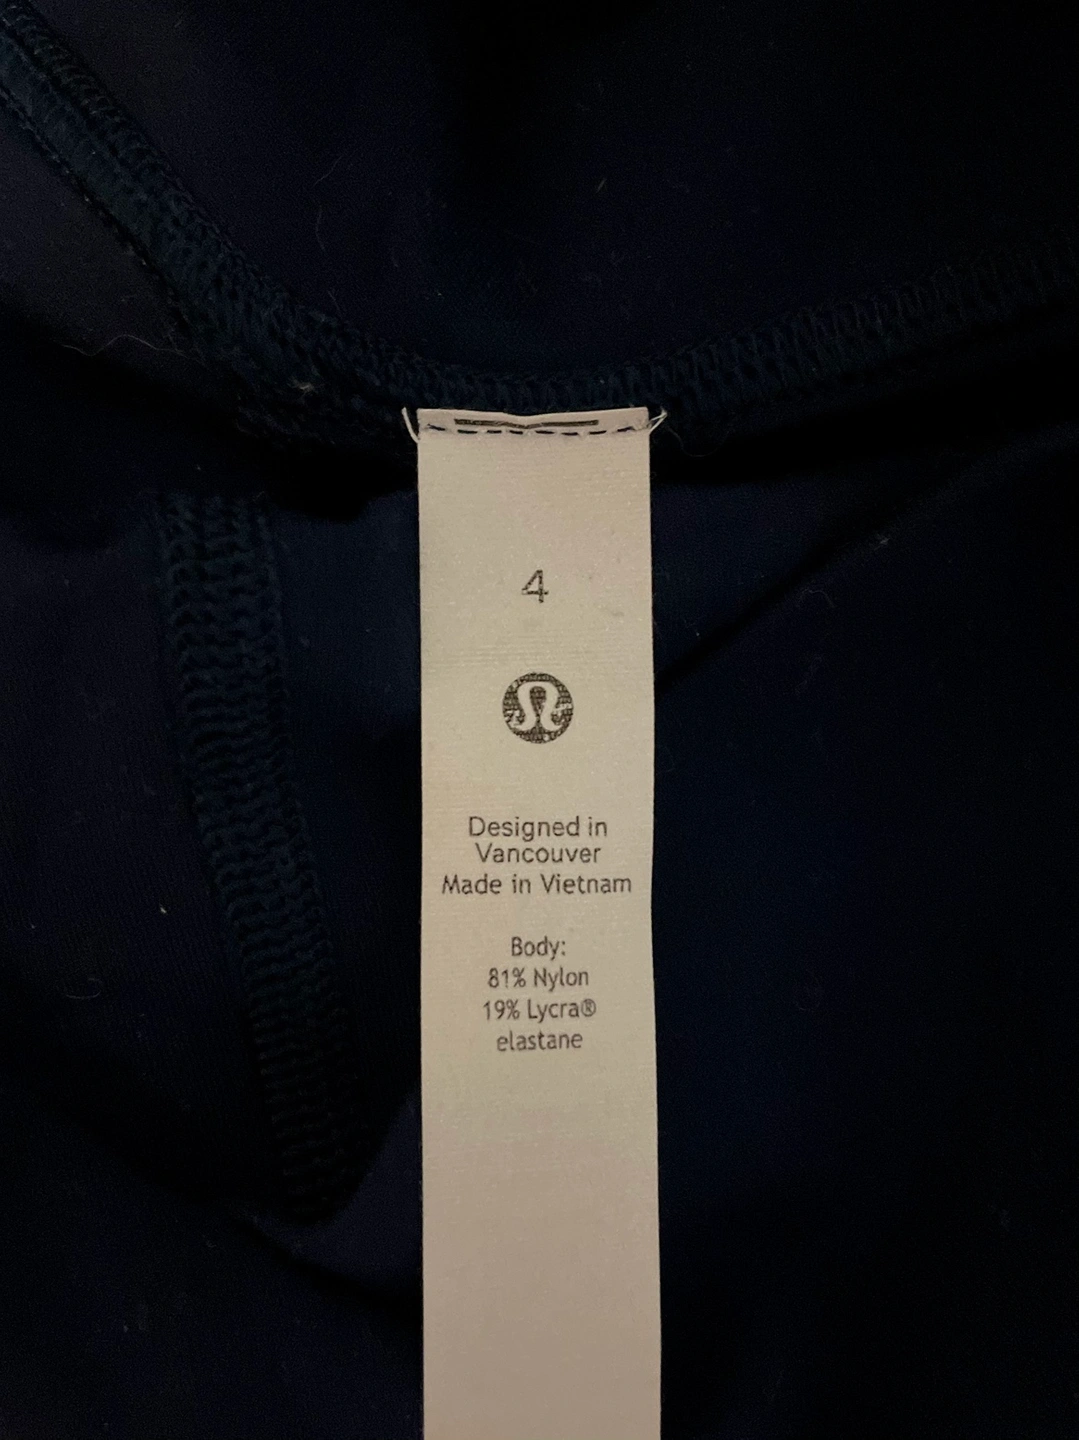 4
Designed in
Vancouver
Made in Vietnam
Body:
81% Nylon
19% Lycra®
elastane